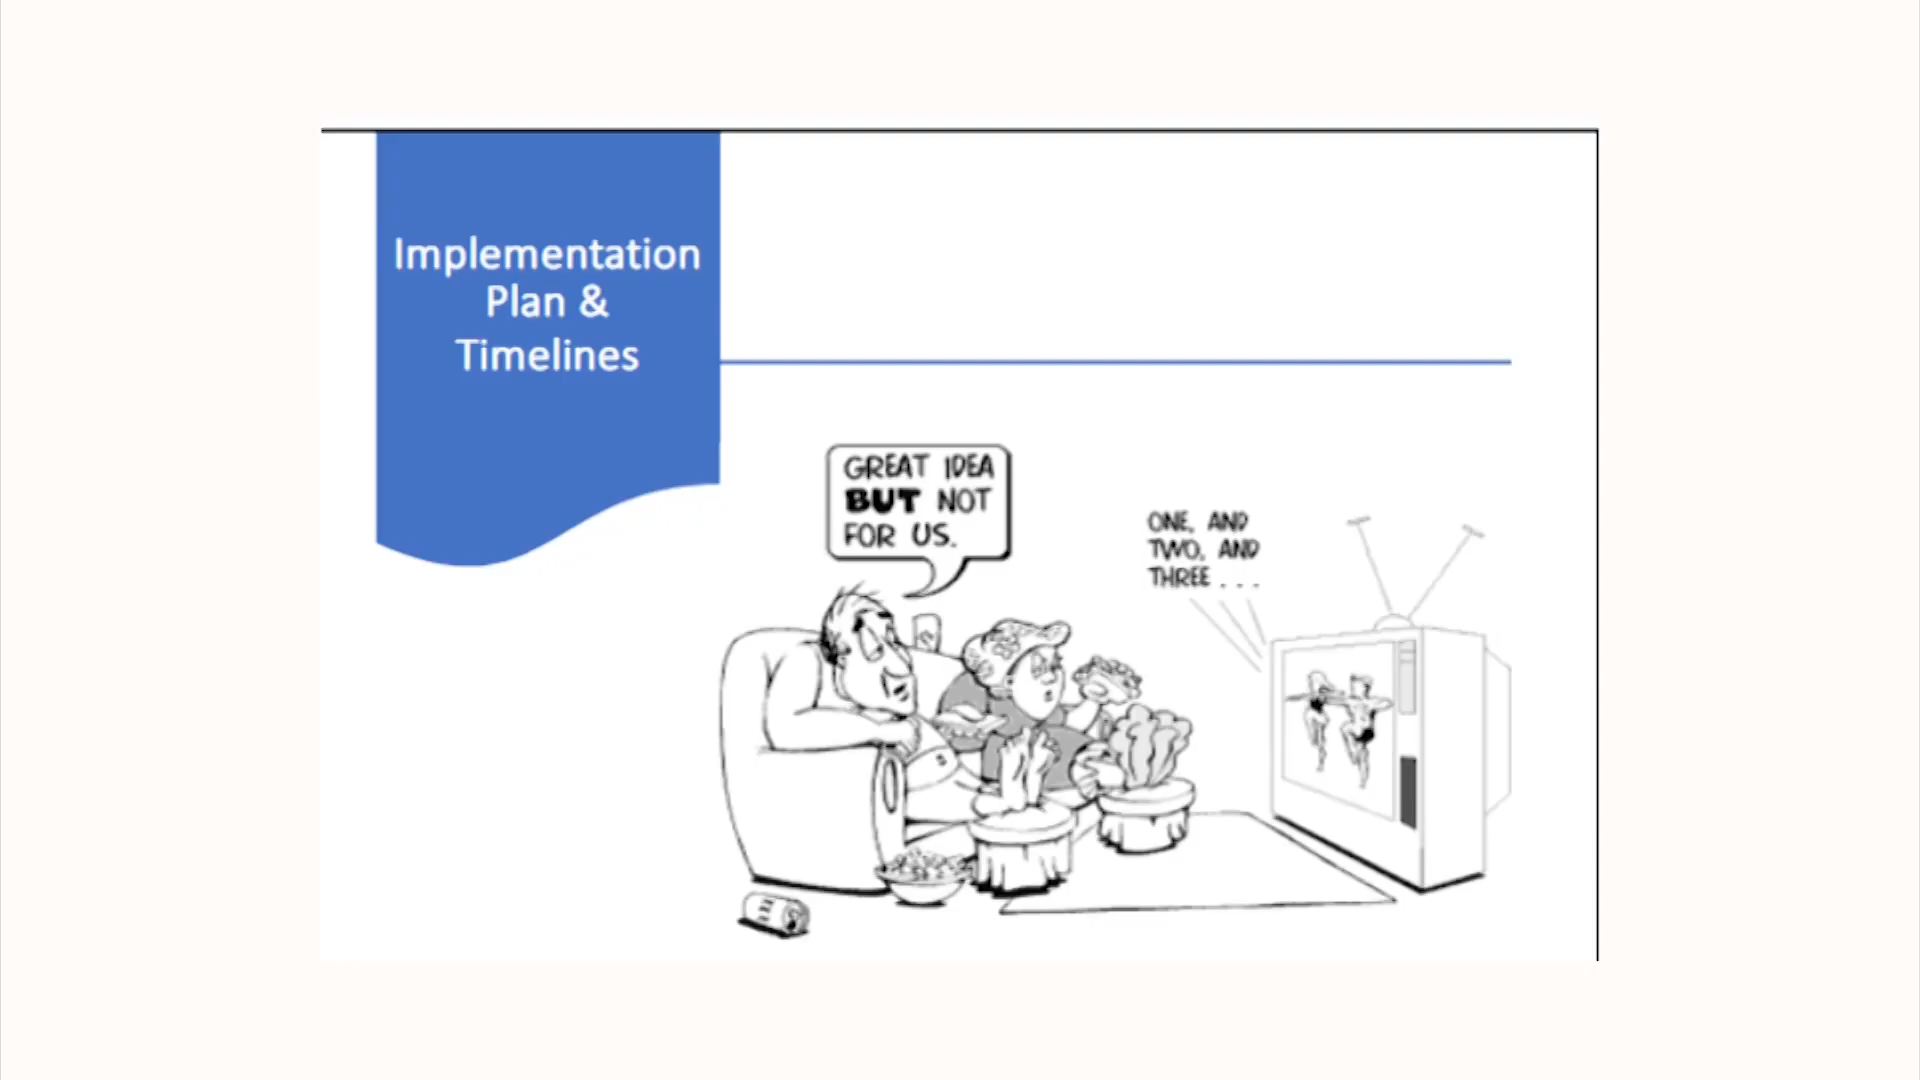 Implementation
Plan &
Timelines
GREAT IDEA
BUT NOT
FOR US.
ONE, AND
TWO, AND
THREE . . .